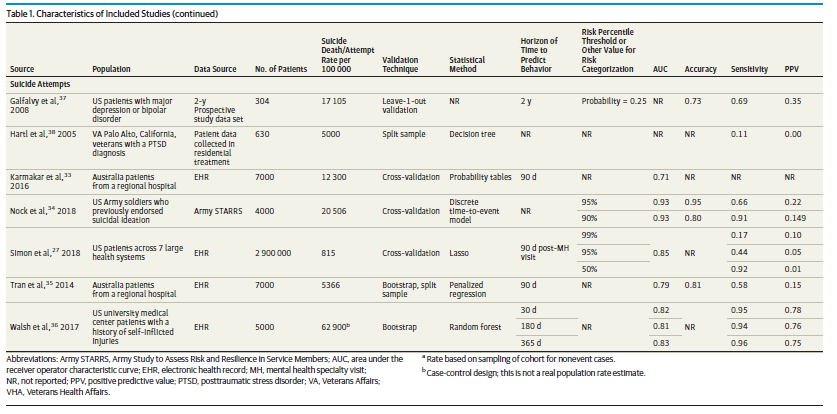 Table 1. Characteristics of Included Studies (continued)
Source Population Data Source No. of Patients Suicide Death/Attempt Rate per 100 000 Validation Technique Statistical Method Horizon of Time to Predict Behavior Risk Percentile Threshold or Other Value for Risk Categorization AUC Accuracy Sensitivity PPV
Suicide Attempts
Galfalvy et al,37 2008 US patients with major depression or bipolar disorder 2-y Prospective study data set 304 17 105 Leave-1-out validation NR 2 y Probability = 0.25 NR 0.73 0.69 0.35
Hartl et al,38 2005 VA Palo Alto, California, veterans with a PTSD diagnosis Patient data collected in residential treatment 630 5000 Split sample Decision tree NR NR NR NR 0.11 0.00
Karmakar et al,33 2016 Australia patients from a regional hospital EHR 7000 12 300 Cross-validation Probability tables 90 d NR 0.71 NR NR NR
Nock et al,34 2018 US Army soldiers who previously endorsed suicidal ideation Army STARRS 4000 20 506 Cross-validation Discrete time-to-event model NR 95% 0.93 0.95 0.66 0.22
90% 0.93 0.80 0.91 0.149
Simon et al,27 2018 US patients across 7 large health systems EHR 2 900 000 815 Cross-validation Lasso 90 d post-MH visit 99% 0.85 NR 0.17 0.10
95% 0.44 0.05
50% 0.92 0.01
Tran et al,35 2014 Australia patients from a regional hospital EHR 7000 5366 Bootstrap, split sample Penalized regression 90 d NR 0.79 0.81 0.58 0.15
Walsh et al,36 2017 US university medical center patients with a history of self-inflicted injuries EHR 5000 62 900b Bootstrap Random forest 30 d NR 0.82 NR 0.95 0.78
180 d 0.81 0.94 0.76
365 d 0.83 0.96 0.75
Abbreviations: Army STARRS, Army Study to Assess Risk and Resilience in Service Members; AUC, area under the
receiver operator characteristic curve; EHR, electronic health record; MH, mental health specialty visit;
NR, not reported; PPV, positive predictive value; PTSD, posttraumatic stress disorder; VA, Veterans Affairs;
VHA, Veterans Health Affairs.
a Rate based on sampling of cohort for nonevent cases.
b Case-control design; this is not a real population rate estimate.